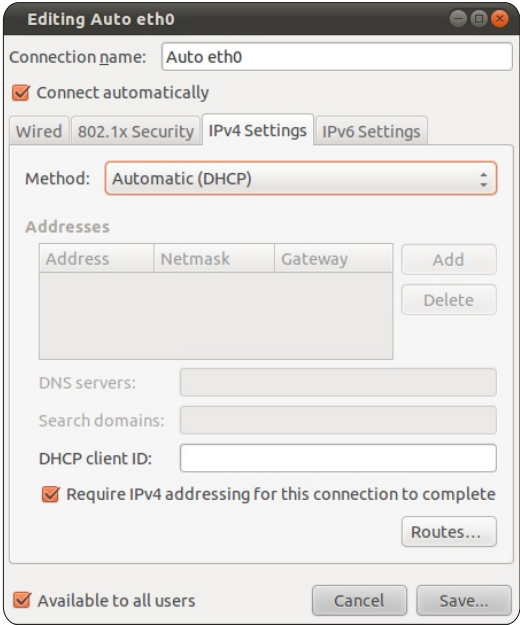 Editing Auto eth0
Connection name: Auto eth0
Connect automatically
Wired 802.1x Security IPv4 Settings IPv6 Settings
Method: Automatic (DHCP)
Addresses
Address Netmask Gateway Add
Delete
DNS servers:
Search domains:
DHCP client ID:
Require IPv4 addressing for this connection to complete
Routes...
Available to all users Cancel Save...